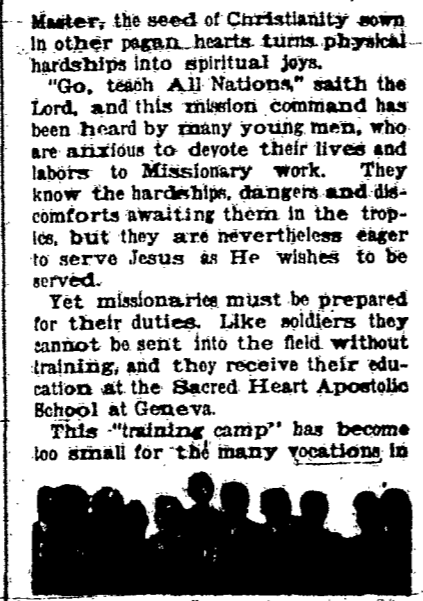 Master, the seed of Christianity sown
in other pagan hearts turns physical
hardships into spiritual joys.
"Go, teach All Nations," saith the
Lord, and this mission command has
been heard by many young men, who
are anxious to devote their lives and
labors to Missionary work. They
know the hardships, dangers and dis-
comforts awaiting them in the trop-
ics, but they are nevertheless eager
to serve Jesus as He wishes to be
served.
Yet missionaries must be prepared
for their duties. Like soldiers they
cannot be sent into the field without
training, and they receive their edu-
cation at the Sacred Heart Apostolic
School at Geneva.
This "training camp" has become
too small for the many vocations in